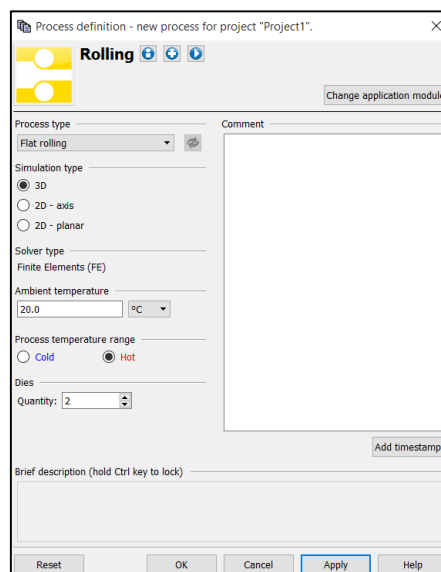 Process definition - new process for project "Project1".
Rolling
Change application module
Process type
Comment
Flat rolling
Simulation type
3D
2D - axis
2D - planar
Solver type
Finite Elements (FE)
Ambient temperature
20.0 ºC
Process temperature range
Cold Hot
Dies
Quantity: 2
Add timestamp
Brief description (hold Ctrl key to lock)
Reset OK Cancel Apply Help